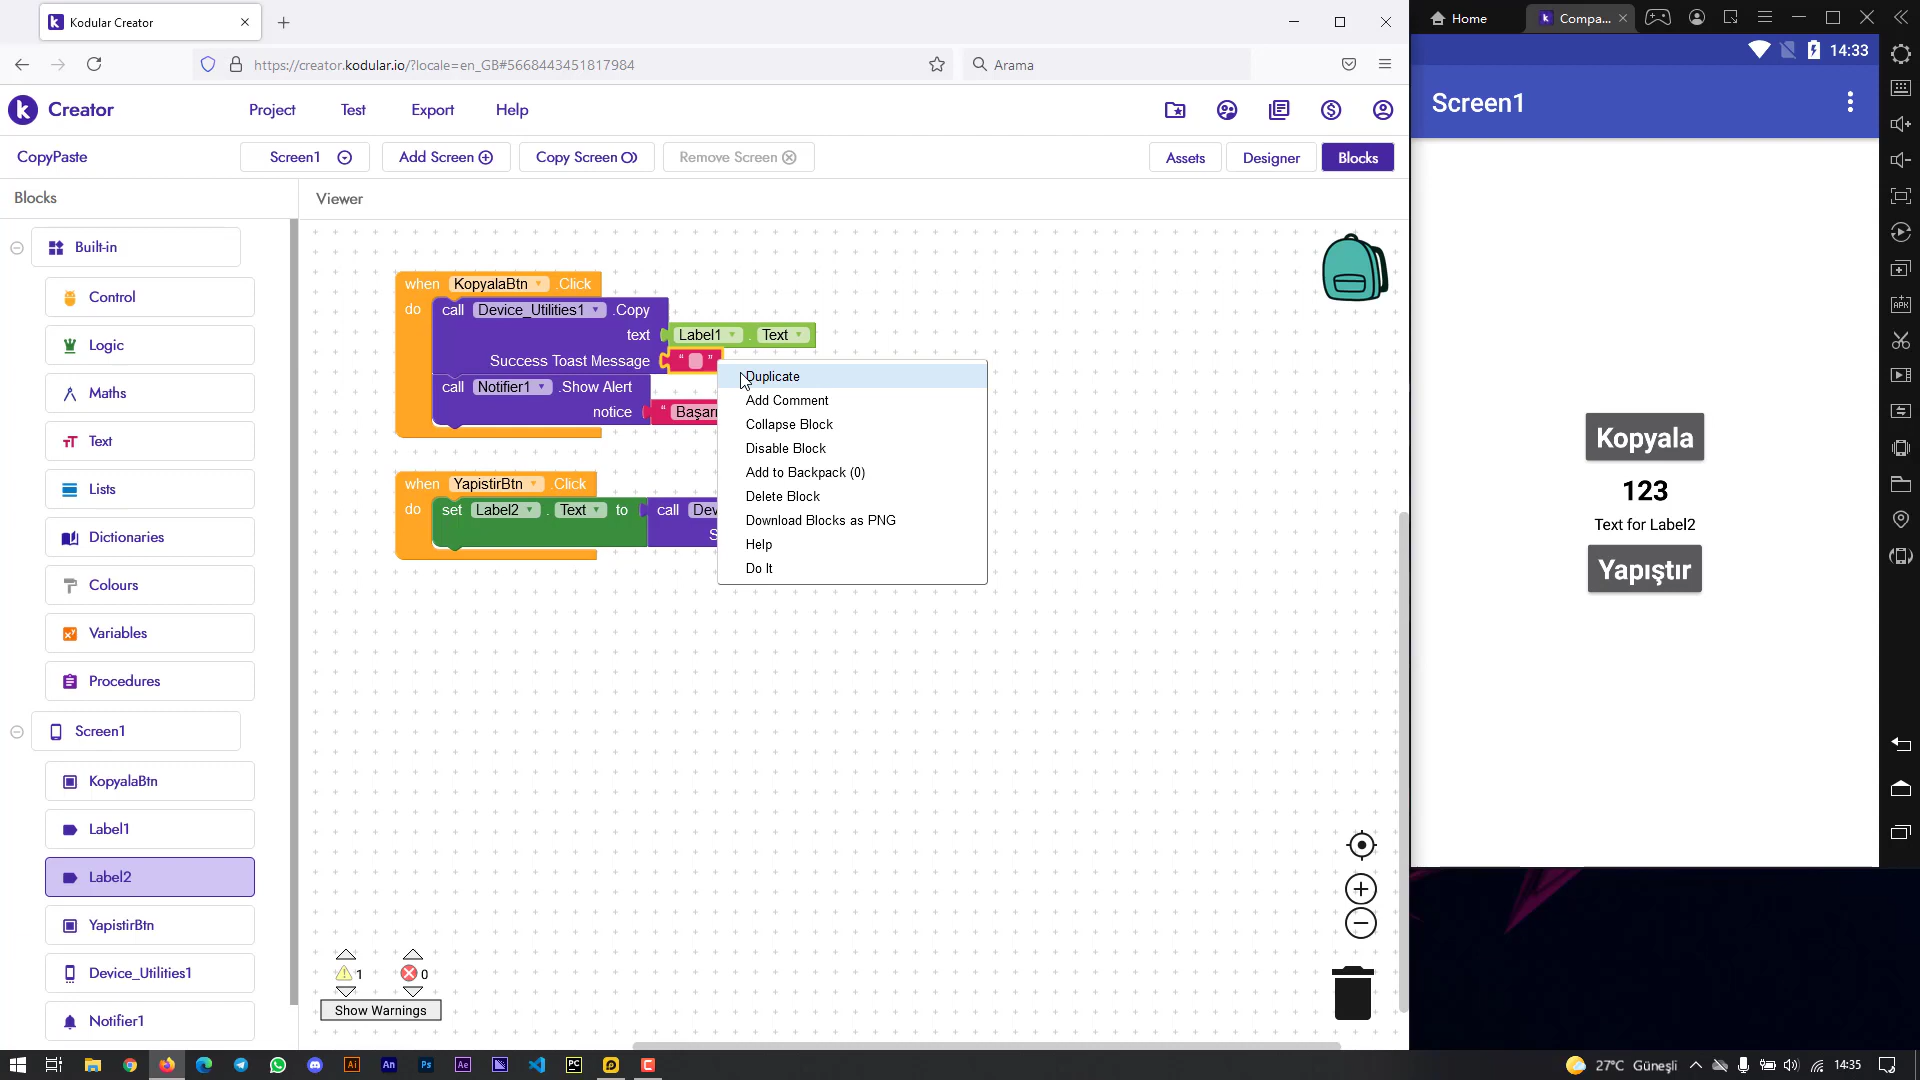 Kodular Creator
Home
Compa...
https://creator.kodular.io/?locale=en_GB#5668443451817984
Arama
14:33
Creator
Project
Test
Export
Help
Screen1
CopyPaste
Screen1
Add Screen
Copy Screen
Remove Screen
Assets
Designer
Blocks
Blocks
Viewer
Built-in
Control
Logic
Maths
Text
Lists
Dictionaries
Colours
Variables
Procedures
Screen1
KopyalaBtn
Label1
Label2
YapistirBtn
Device_Utilities1
Notifier1
when KopyalaBtn .Click
do call Device_Utilities1 .Copy
text Label1 . Text
Success Toast Message “ ”
call Notifier1 .Show Alert
notice “ Başarı
when YapistirBtn .Click
do set Label2 . Text to call Dev
S
Duplicate
Add Comment
Collapse Block
Disable Block
Add to Backpack (0)
Delete Block
Download Blocks as PNG
Help
Do It
Kopyala
123
Text for Label2
Yapıştır
1
0
Show Warnings
APK
Ai
An
Ps
Ae
PC
27°C Güneşli
14:35